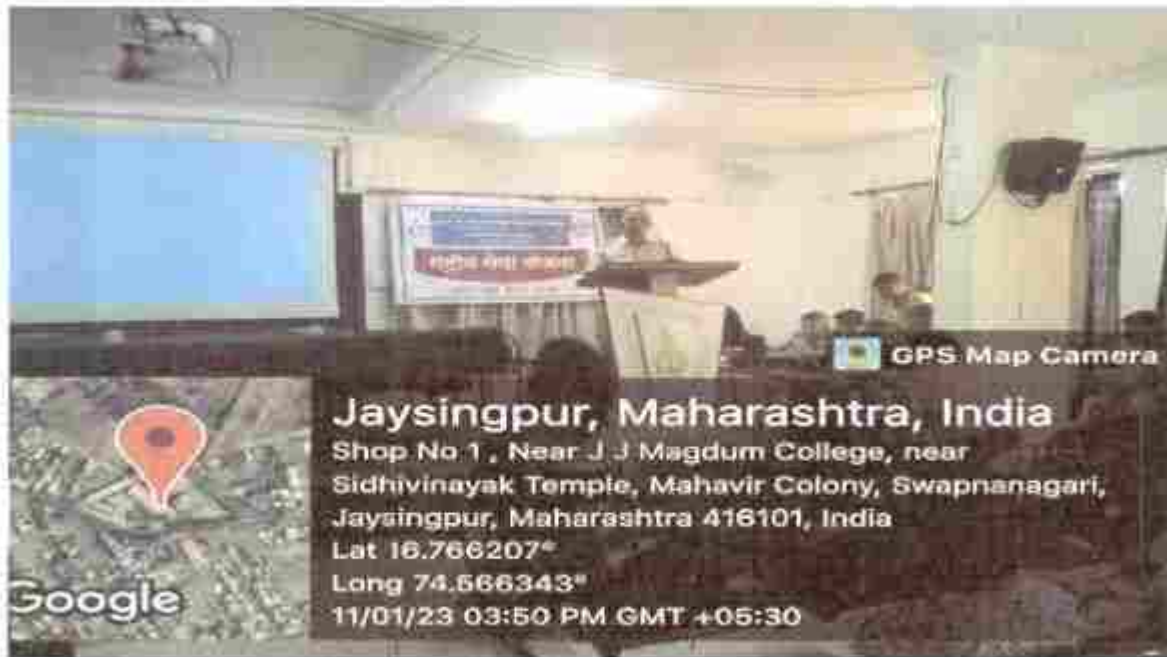 राष्ट्रीय सेवा योजना
GPS Map Camera
Jaysingpur, Maharashtra, India
Shop No 1 , Near J J Magdum College, near
Sidhivinayak Temple, Mahavir Colony, Swapnanagari,
Jaysingpur, Maharashtra 416101, India
Lat 16.766207°
Long 74.566343°
11/01/23 03:50 PM GMT +05:30
Google